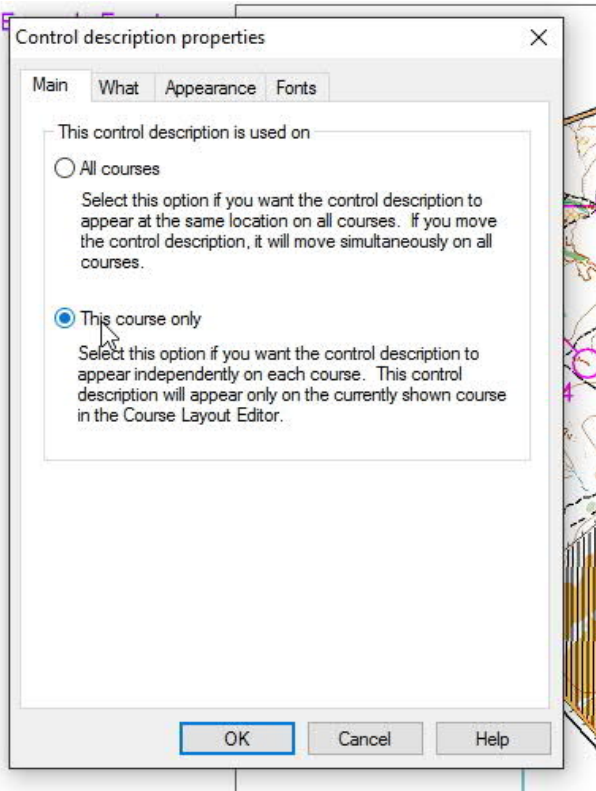 Control description properties
Main What Appearance Fonts
This control description is used on
All courses
Select this option if you want the control description to
appear at the same location on all courses. If you move
the control description, it will move simultaneously on all
courses.
This course only
Select this option if you want the control description to
appear independently on each course. This control
description will appear only on the currently shown course
in the Course Layout Editor.
4
OK Cancel Help